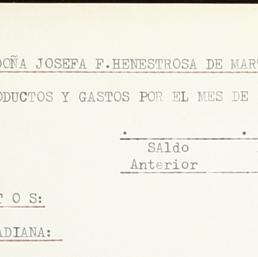 DOÑA JOSEFA F.HENESTROSA DE MAR
ODUCTOS Y GASTOS POR EL MES DE
SAldo
Anterior
T O S:
ADIANA: